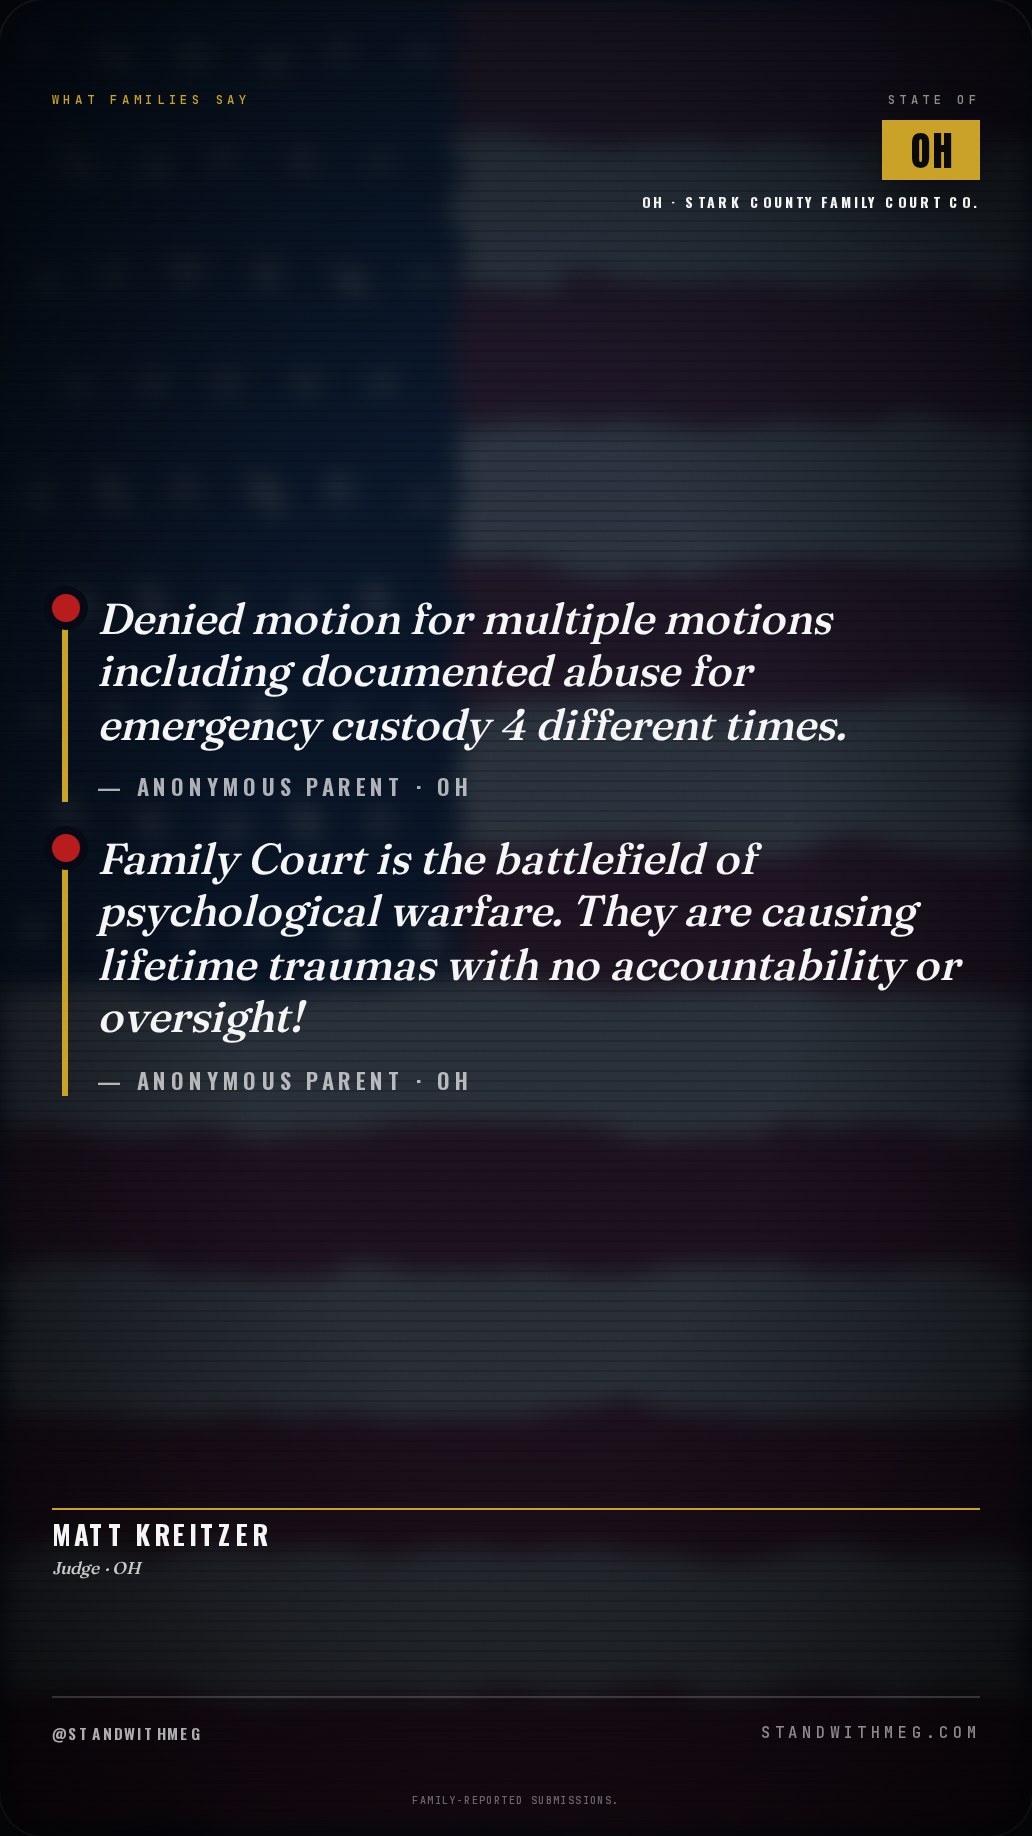 WHAT FAMILIES SAY
STATE OF
OH
OH · STARK COUNTY FAMILY COURT CO.
Denied motion for multiple motions
including documented abuse for
emergency custody 4 different times.
— ANONYMOUS PARENT · OH
Family Court is the battlefield of
psychological warfare. They are causing
lifetime traumas with no accountability or
oversight!
— ANONYMOUS PARENT · OH
MATT KREITZER
Judge · OH
@STANDWITHMEG
STANDWITHMEG.COM
FAMILY-REPORTED SUBMISSIONS.